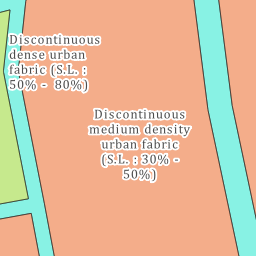 Discontinuous
dense urban
fabric (S.L. :
50% -  80%)
Discontinuous
medium density
urban fabric
(S.L. : 30% -
50%)